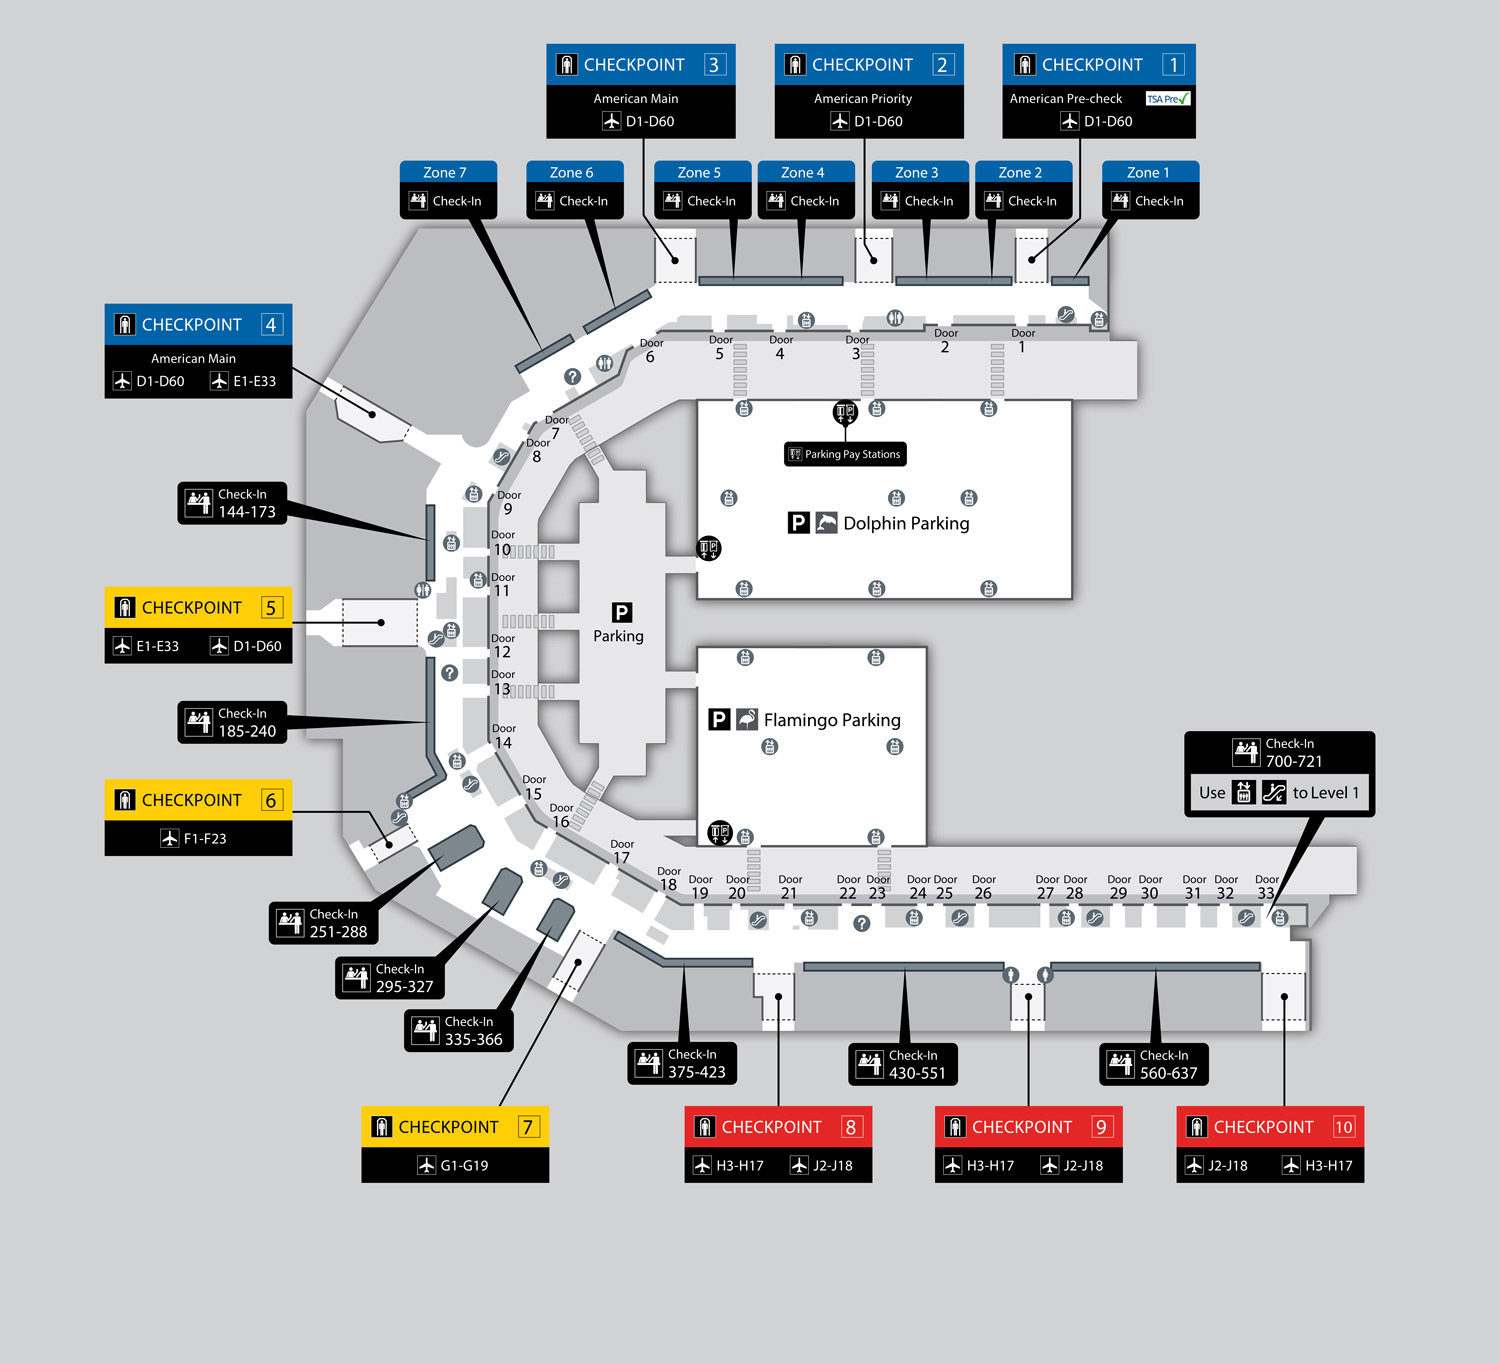 CHECKPOINT 3
American Main
D1-D60
CHECKPOINT 2
American Priority
D1-D60
CHECKPOINT 1
American Pre-check TSA Pre
D1-D60
Zone 7
Check-In
Zone 6
Check-In
Zone 5
Check-In
Zone 4
Check-In
Zone 3
Check-In
Zone 2
Check-In
Zone 1
Check-In
CHECKPOINT 4
American Main
D1-D60 E1-E33
Door
6
Door
5
Door
4
Door
3
Door
2
Door
1
?
Door
7
Door
8
Parking Pay Stations
P Dolphin Parking
Check-In
144-173
Door
9
Door
10
Door
11
CHECKPOINT 5
E1-E33 D1-D60
P
Parking
Door
12
?
Door
13
Check-In
185-240
Door
14
P Flamingo Parking
Check-In
700-721
Use to Level 1
CHECKPOINT 6
F1-F23
Door
15
Door
16
Door
17
Door
18
Door
19
Door
20
Door
21
Door
22
Door
23
Door
24
Door
25
Door
26
Door
27
Door
28
Door
29
Door
30
Door
31
Door
32
Door
33
?
Check-In
251-288
Check-In
295-327
Check-In
335-366
Check-In
375-423
Check-In
430-551
Check-In
560-637
CHECKPOINT 7
G1-G19
CHECKPOINT 8
H3-H17 J2-J18
CHECKPOINT 9
H3-H17 J2-J18
CHECKPOINT 10
J2-J18 H3-H17